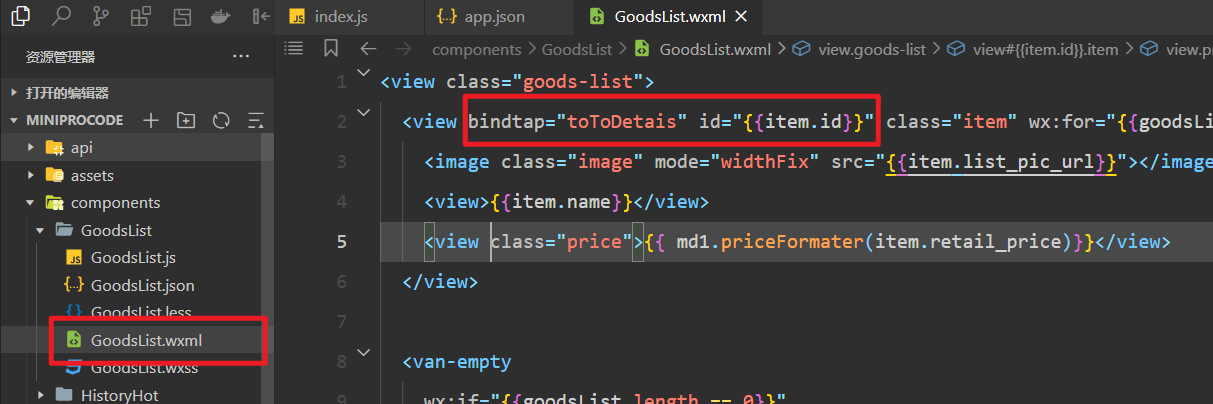 index.js
app.json
GoodsList.wxml
资源管理器
components > GoodsList > GoodsList.wxml > view.goods-list > view#{{item.id}}.item > view.p
打开的编辑器
MINIPROCODE
api
assets
components
GoodsList
GoodsList.js
GoodsList.json
GoodsList.less
GoodsList.wxml
GoodsList.wxss
HistoryHot
1 <view class="goods-list">
2 <view bindtap="toToDetais" id="{{item.id}}" class="item" wx:for="{{goodsLi
3 <image class="image" mode="widthFix" src="{{item.list_pic_url}}"></image
4 <view>{{item.name}}</view>
5 <view class="price">{{ md1.priceFormater(item.retail_price)}}</view>
6 </view>
7
8 <van-empty
9 wx:if="{{goodsList.length == 0}}"